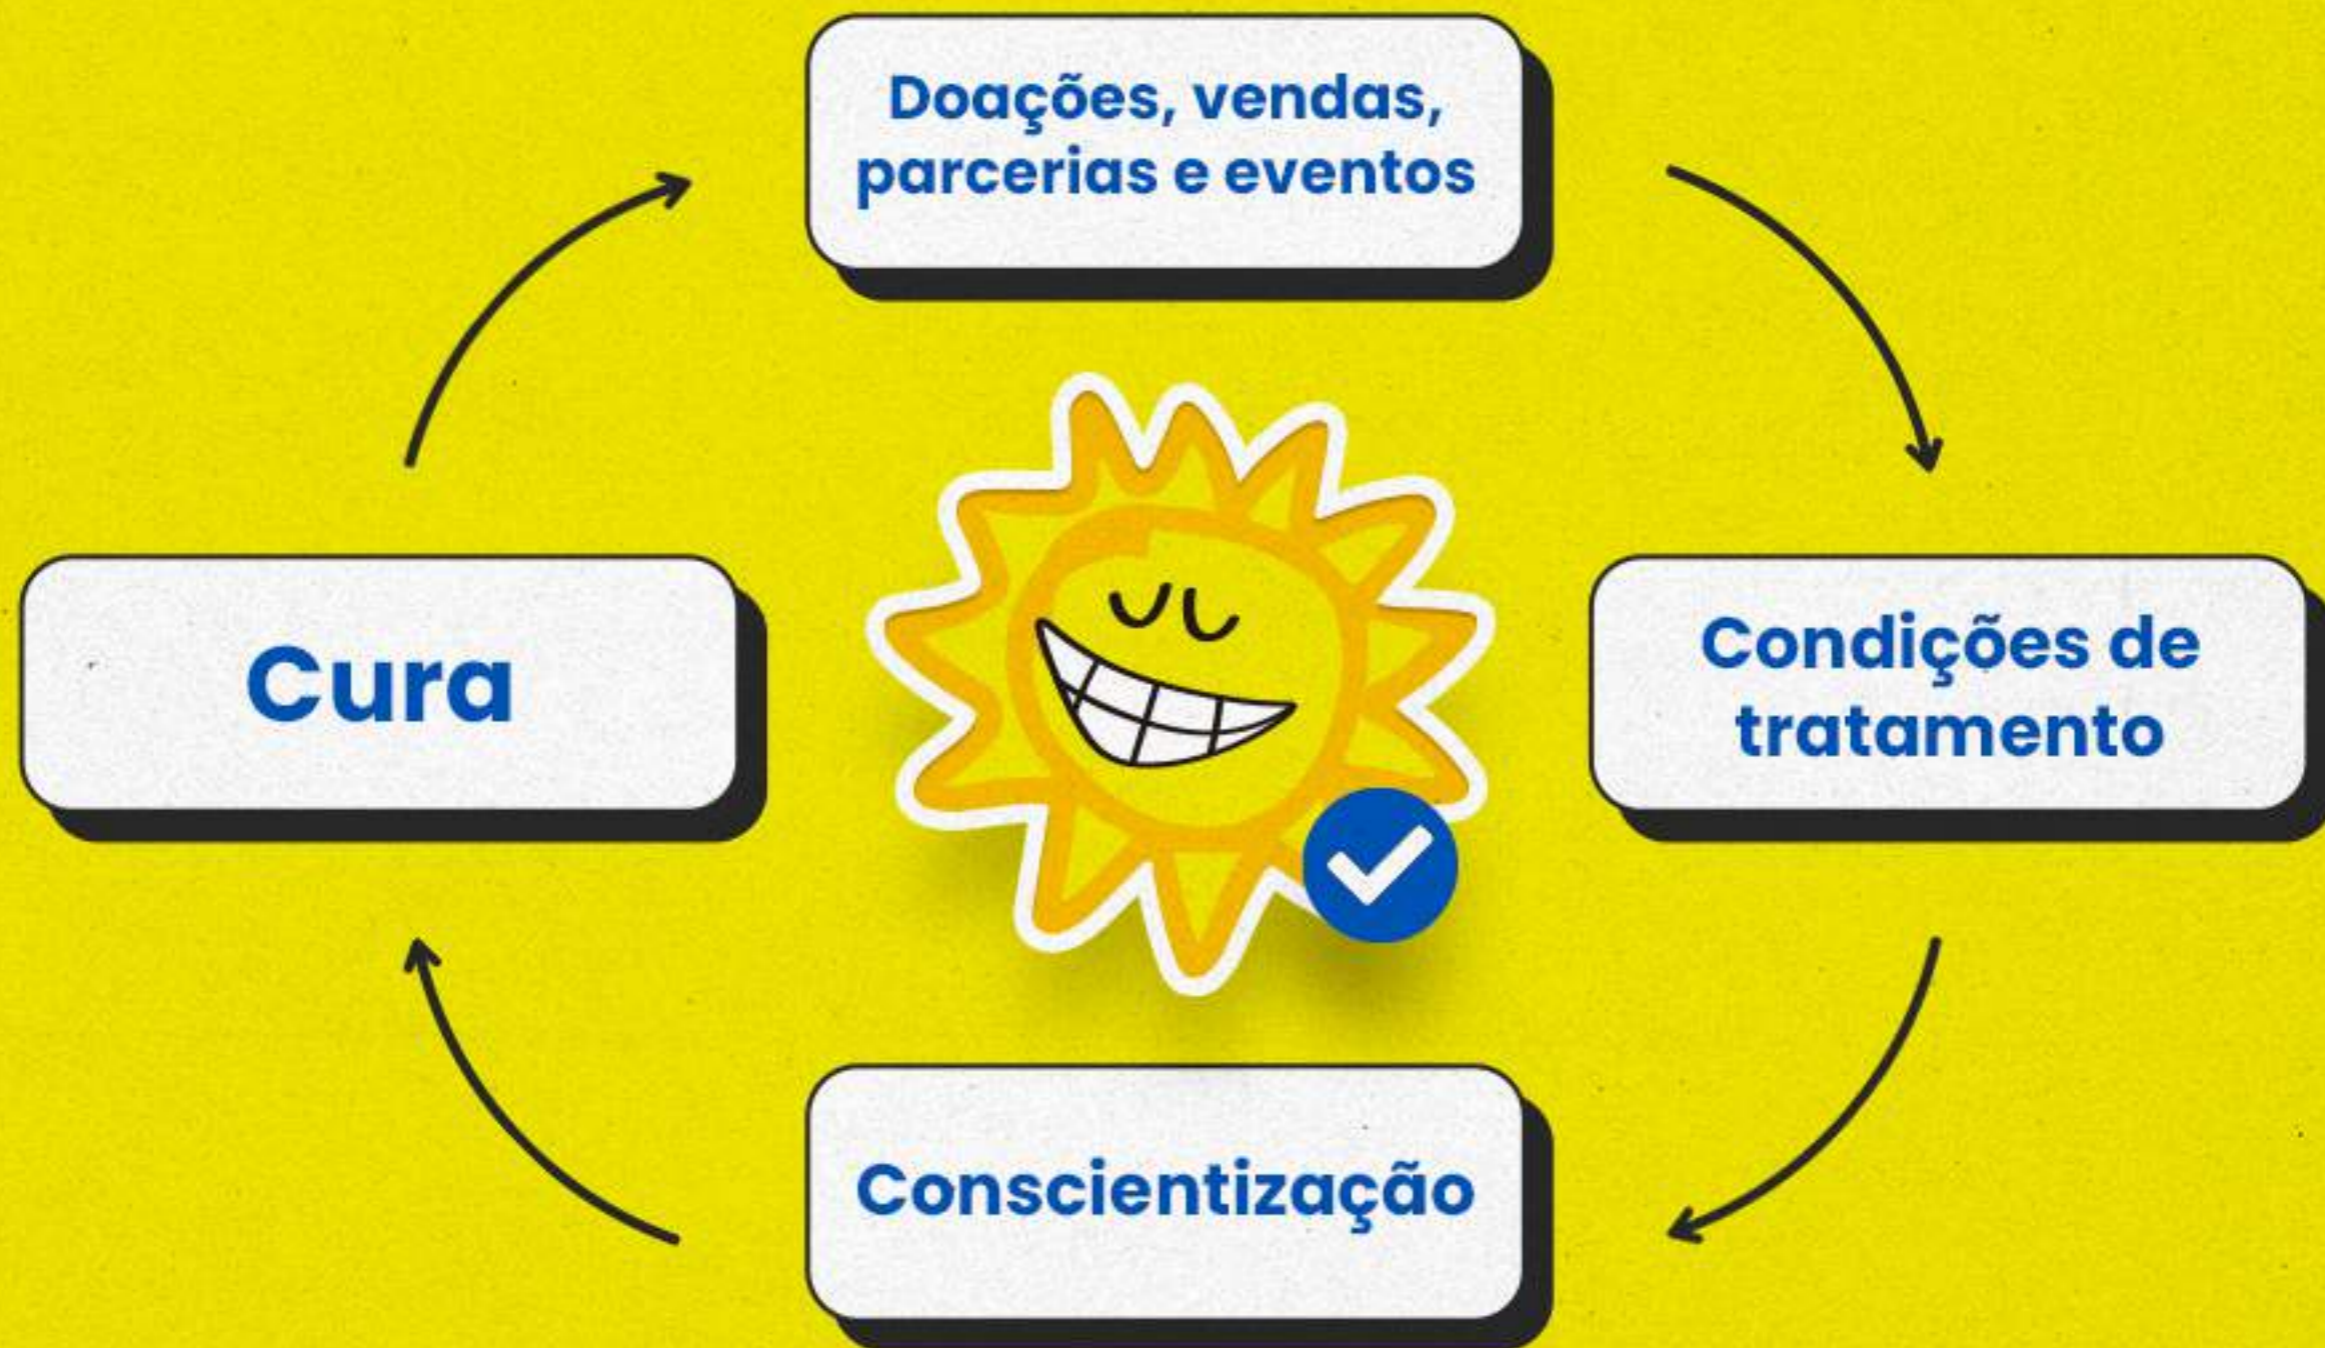 Doações, vendas,
parcerias e eventos
Cura
Condições de
tratamento
Conscientização